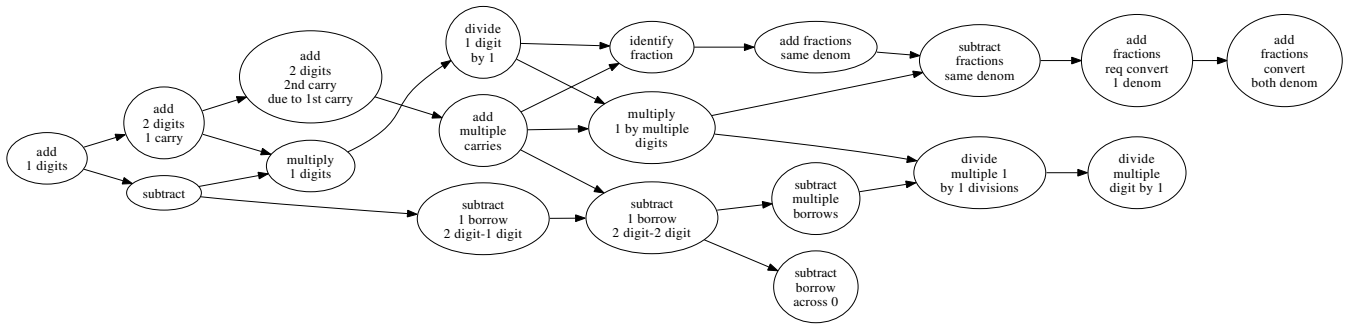 add
1 digits
add
2 digits
1 carry
subtract
add
2 digits
2nd carry
due to 1st carry
multiply
1 digits
divide
1 digit
by 1
add
multiple
carries
subtract
1 borrow
2 digit-1 digit
identify
fraction
multiply
1 by multiple
digits
subtract
1 borrow
2 digit-2 digit
add fractions
same denom
subtract
multiple
borrows
subtract
borrow
across 0
subtract
fractions
same denom
divide
multiple 1
by 1 divisions
add
fractions
req convert
1 denom
divide
multiple
digit by 1
add
fractions
convert
both denom